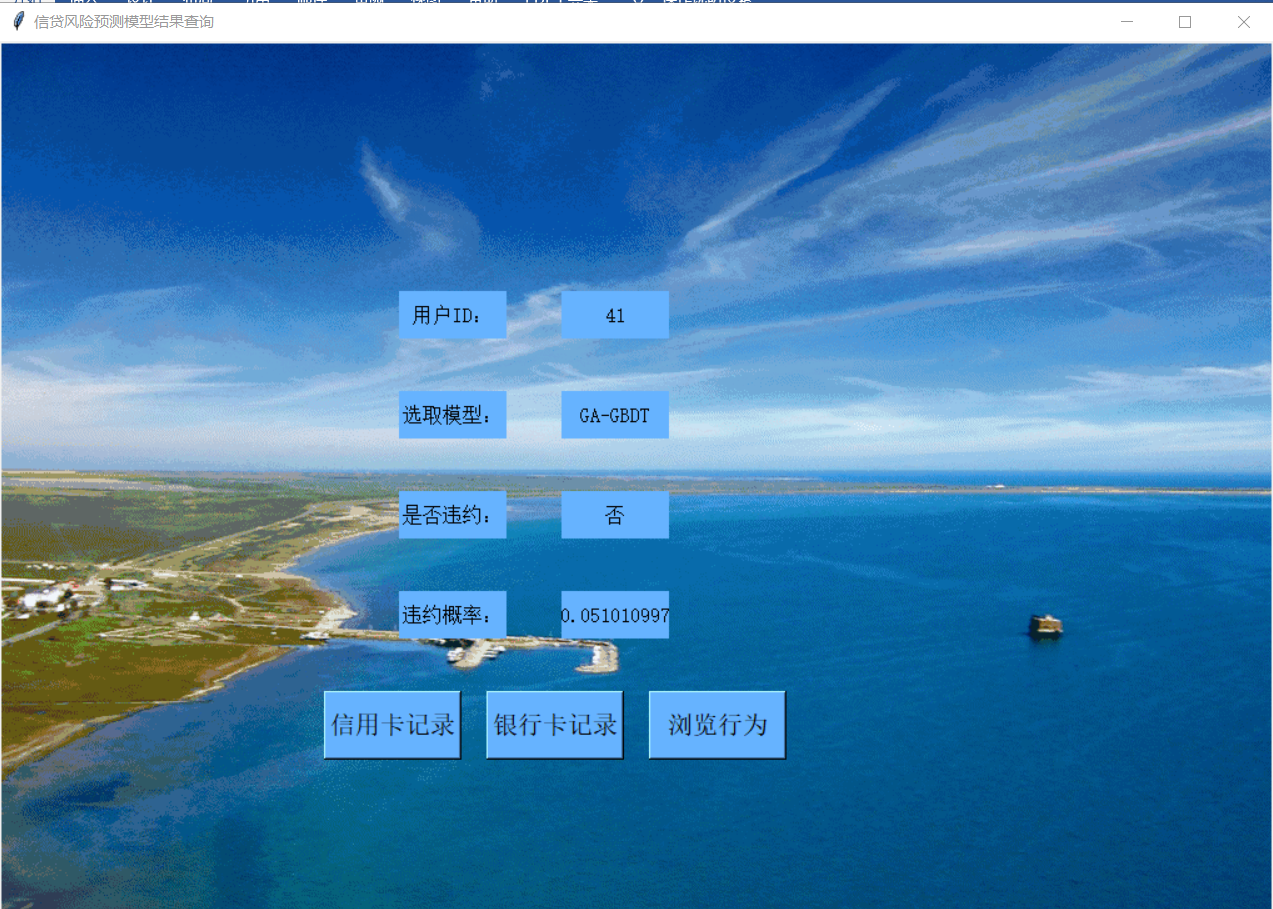 信贷风险预测模型结果查询
用户ID: 41
选取模型: GA-GBDT
是否违约: 否
违约概率: 0.051010997
信用卡记录 银行卡记录 浏览行为